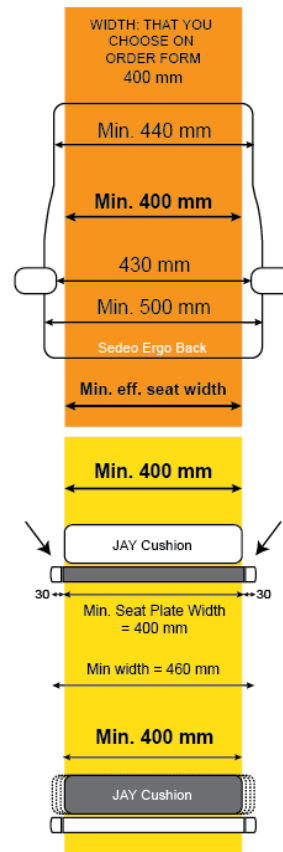 WIDTH: THAT YOU
CHOOSE ON
ORDER FORM
400 mm
Min. 440 mm
Min. 400 mm
430 mm
Min. 500 mm
Sedeo Ergo Back
Min. eff. seat width
Min. 400 mm
JAY Cushion
30
30
Min. Seat Plate Width
= 400 mm
Min width = 460 mm
Min. 400 mm
JAY Cushion